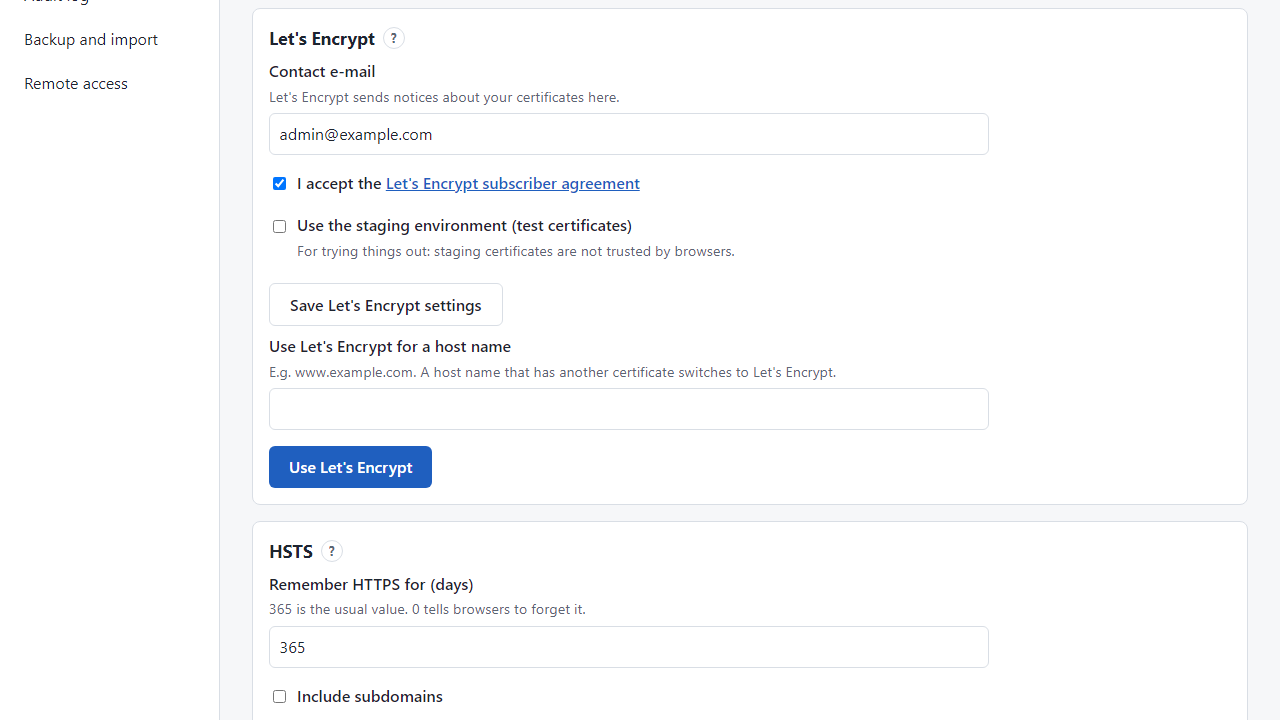 Backup and import
Remote access
Let's Encrypt ?
Contact e-mail
Let's Encrypt sends notices about your certificates here.
admin@example.com
I accept the Let's Encrypt subscriber agreement
Use the staging environment (test certificates)
For trying things out: staging certificates are not trusted by browsers.
Save Let's Encrypt settings
Use Let's Encrypt for a host name
E.g. www.example.com. A host name that has another certificate switches to Let's Encrypt.
Use Let's Encrypt
HSTS ?
Remember HTTPS for (days)
365 is the usual value. 0 tells browsers to forget it.
365
Include subdomains